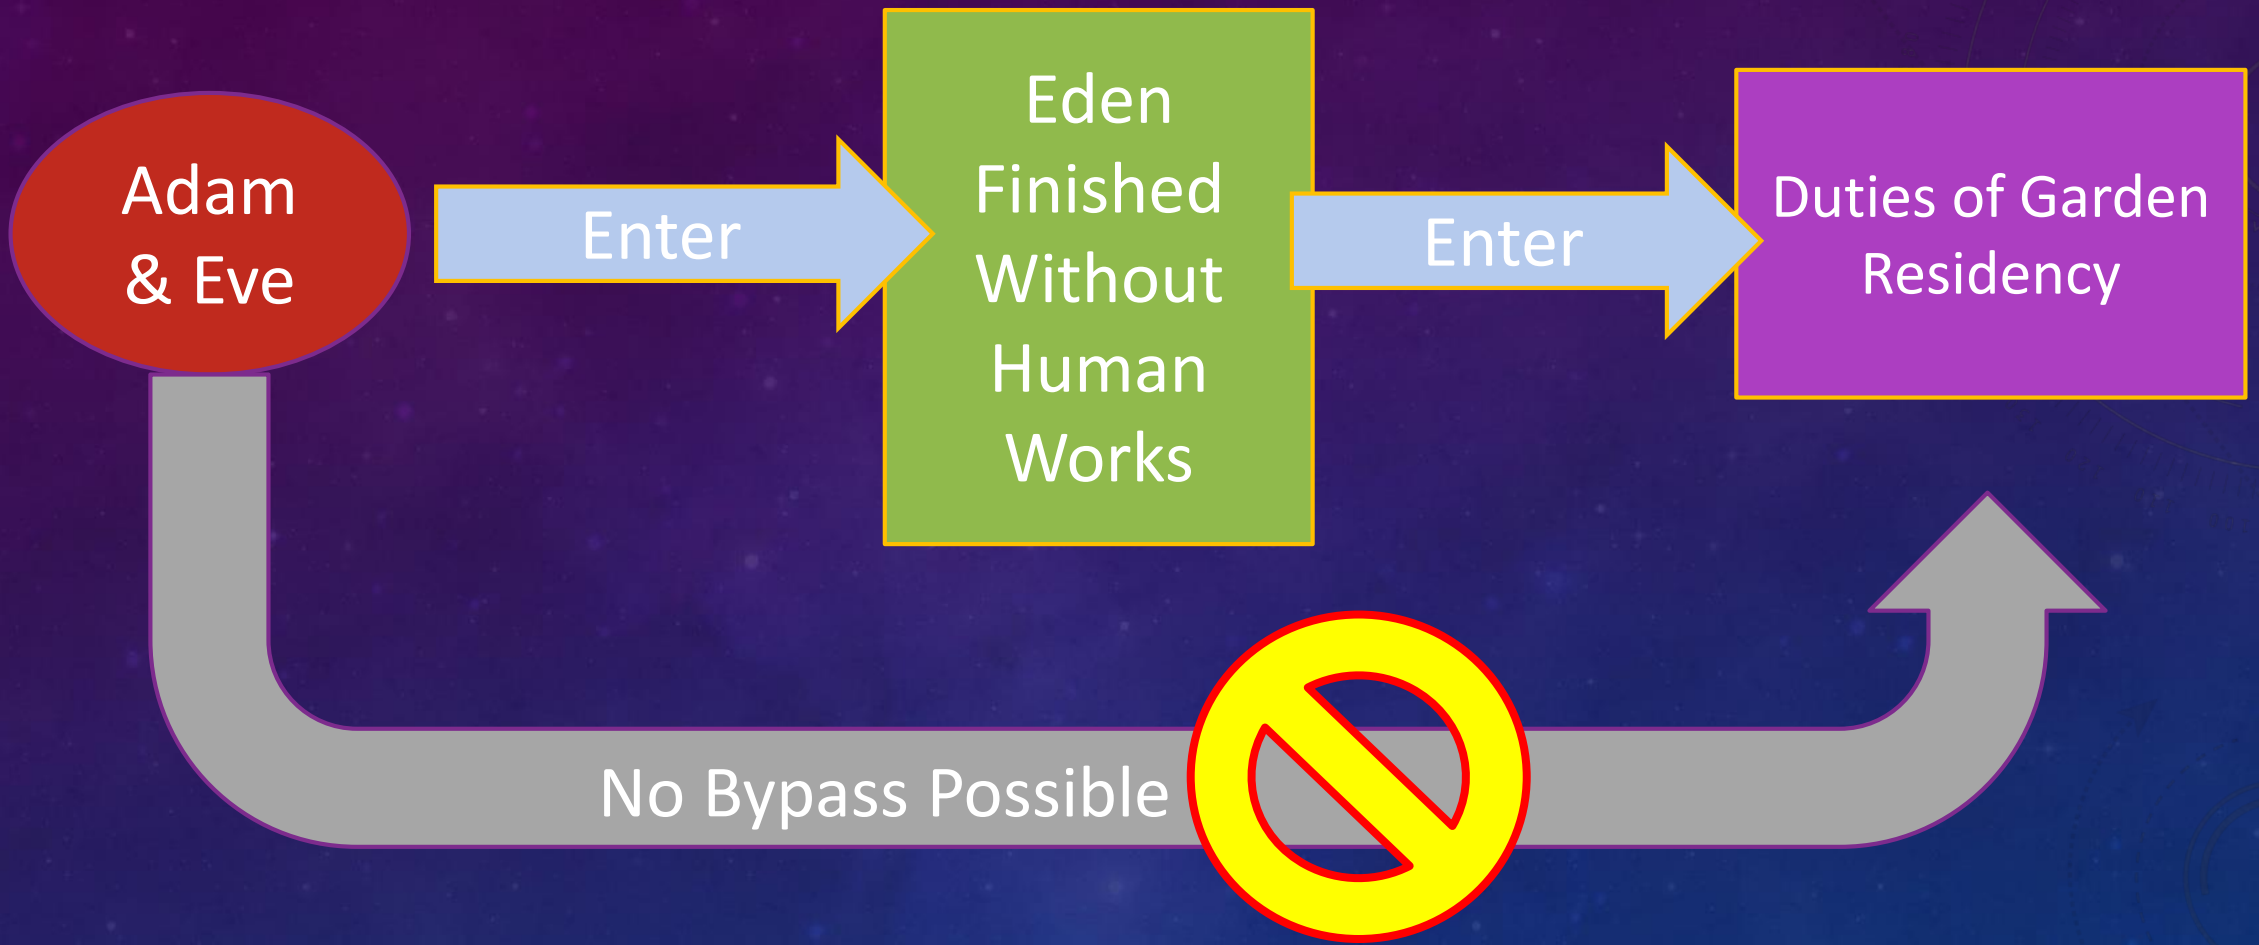 Adam
& Eve
Enter
Eden
Finished
Without
Human
Works
Enter
Duties of Garden
Residency
No Bypass Possible